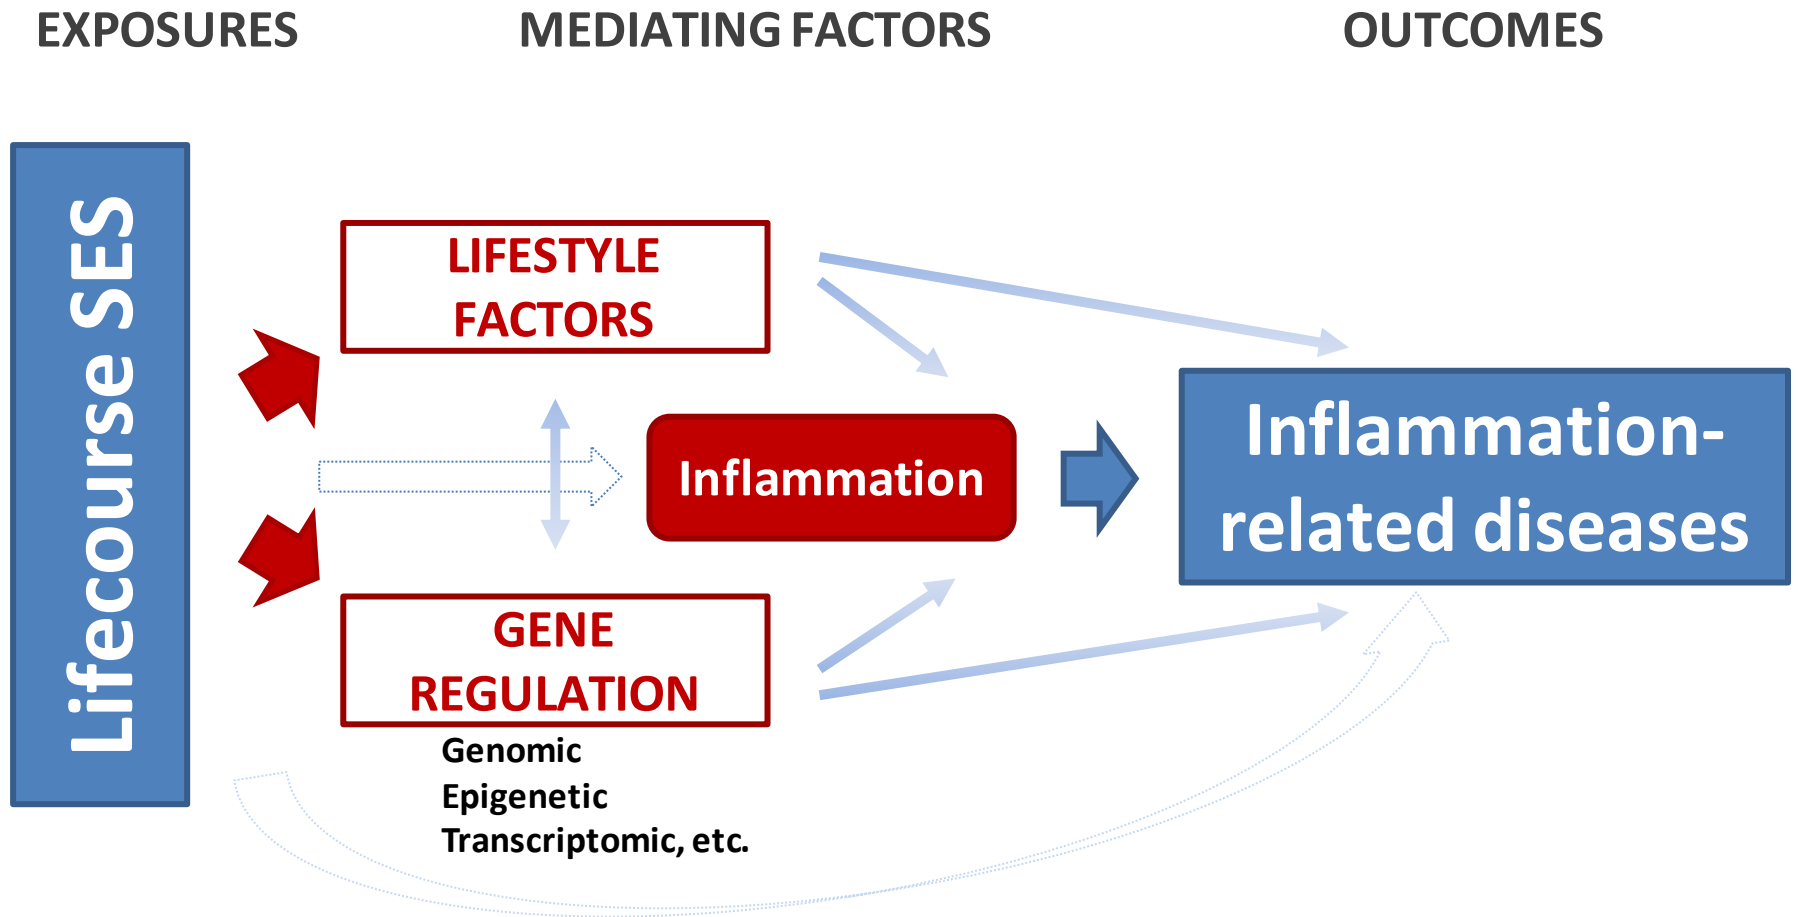 EXPOSURES
MEDIATING FACTORS
OUTCOMES
Lifecourse SES
LIFESTYLE
FACTORS
Inflammation
Inflammation-
related diseases
GENE
REGULATION
Genomic
Epigenetic
Transcriptomic, etc.